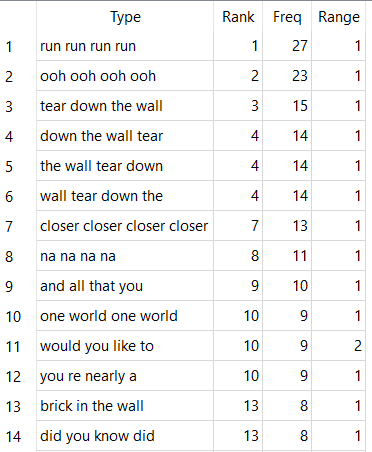 Type Rank Freq Range
1 run run run run 1 27 1
2 ooh ooh ooh ooh 2 23 1
3 tear down the wall 3 15 1
4 down the wall tear 4 14 1
5 the wall tear down 4 14 1
6 wall tear down the 4 14 1
7 closer closer closer closer 7 13 1
8 na na na na 8 11 1
9 and all that you 9 10 1
10 one world one world 10 9 1
11 would you like to 10 9 2
12 you re nearly a 10 9 1
13 brick in the wall 13 8 1
14 did you know did 13 8 1